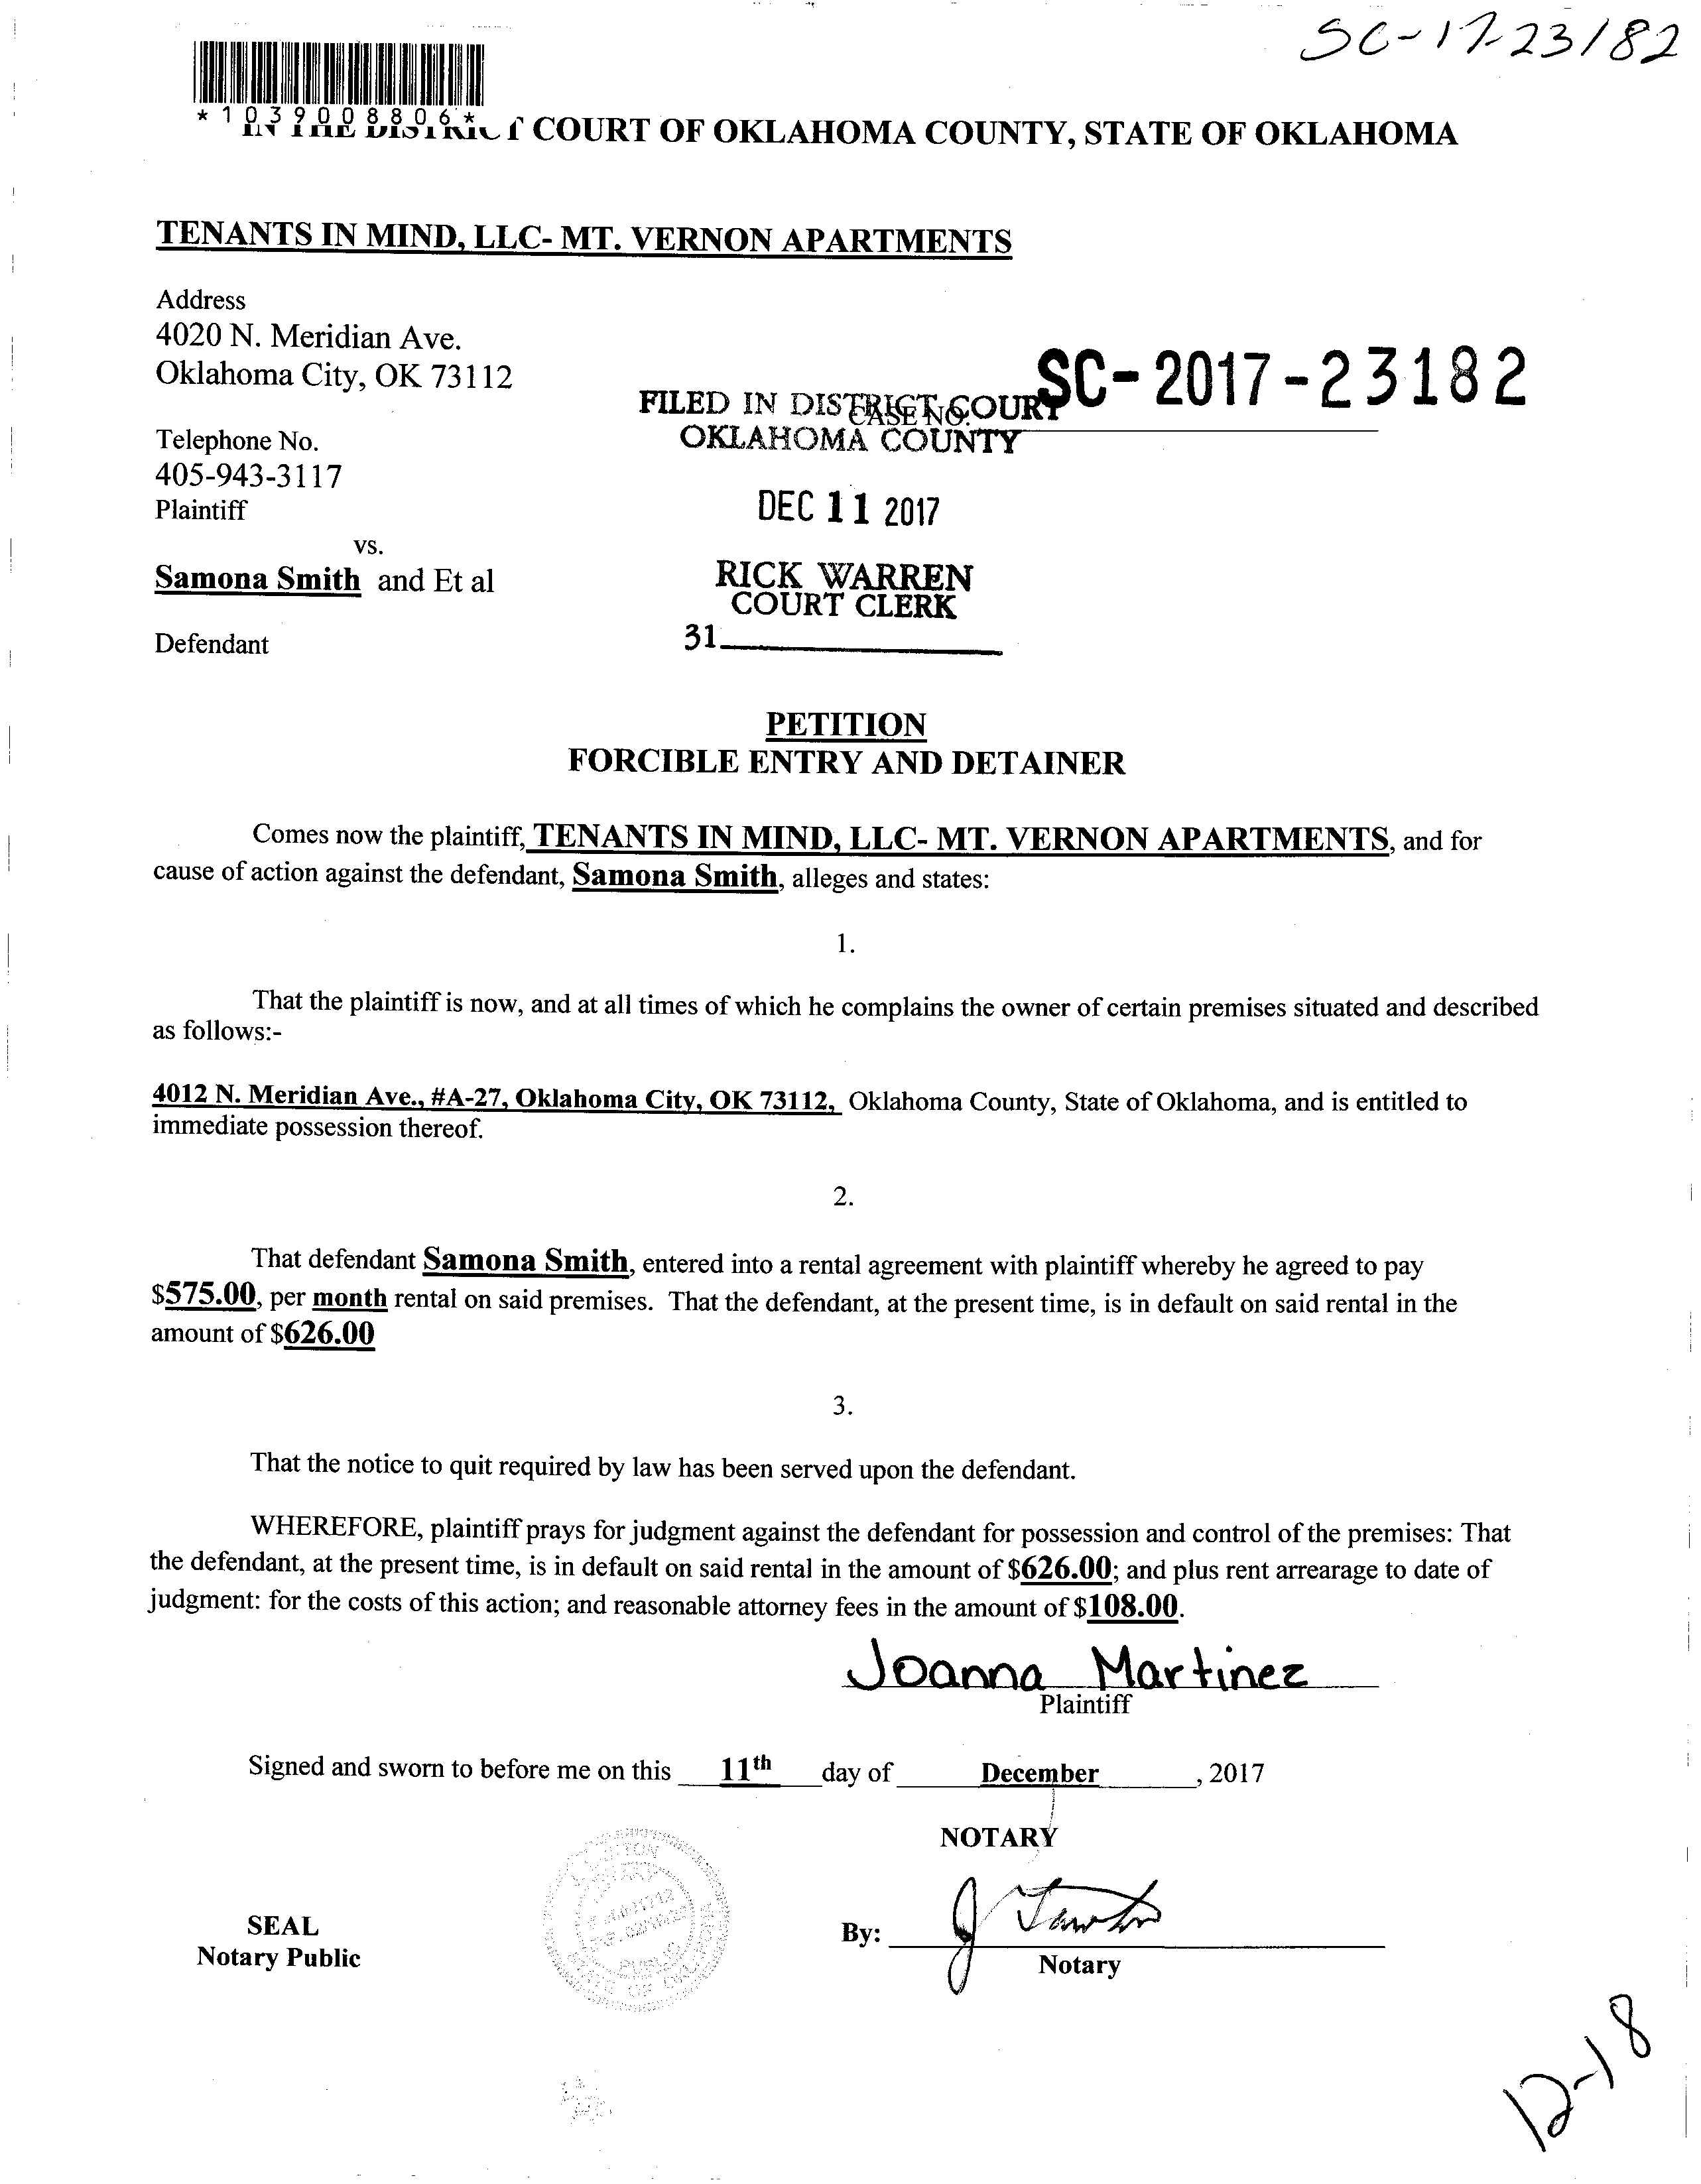 SC-17-23182
*1039008806*
IN THE DISTRICT COURT OF OKLAHOMA COUNTY, STATE OF OKLAHOMA
TENANTS IN MIND, LLC- MT. VERNON APARTMENTS
Address
4020 N. Meridian Ave.
Oklahoma City, OK 73112
SC-2017-23182
FILED IN DISTRICT COURT
CASE NO.
OKLAHOMA COUNTY
Telephone No.
405-943-3117
Plaintiff
DEC 11 2017
vs.
Samona Smith and Et al
RICK WARREN
COURT CLERK
Defendant
31
PETITION
FORCIBLE ENTRY AND DETAINER
Comes now the plaintiff, TENANTS IN MIND, LLC- MT. VERNON APARTMENTS, and for
cause of action against the defendant, Samona Smith, alleges and states:
1.
That the plaintiff is now, and at all times of which he complains the owner of certain premises situated and described
as follows:-
4012 N. Meridian Ave., #A-27, Oklahoma City, OK 73112, Oklahoma County, State of Oklahoma, and is entitled to
immediate possession thereof.
2.
That defendant Samona Smith, entered into a rental agreement with plaintiff whereby he agreed to pay
$575.00, per month rental on said premises. That the defendant, at the present time, is in default on said rental in the
amount of $626.00
3.
That the notice to quit required by law has been served upon the defendant.
WHEREFORE, plaintiff prays for judgment against the defendant for possession and control of the premises: That
the defendant, at the present time, is in default on said rental in the amount of $626.00; and plus rent arrearage to date of
judgment: for the costs of this action; and reasonable attorney fees in the amount of $108.00.
Joanna Martinez
Plaintiff
Signed and sworn to before me on this 11th day of December, 2017
NOTARY
SEAL
Notary Public
STATE OF OKLAHOMA
PUBLIC
By:
Notary
12-18